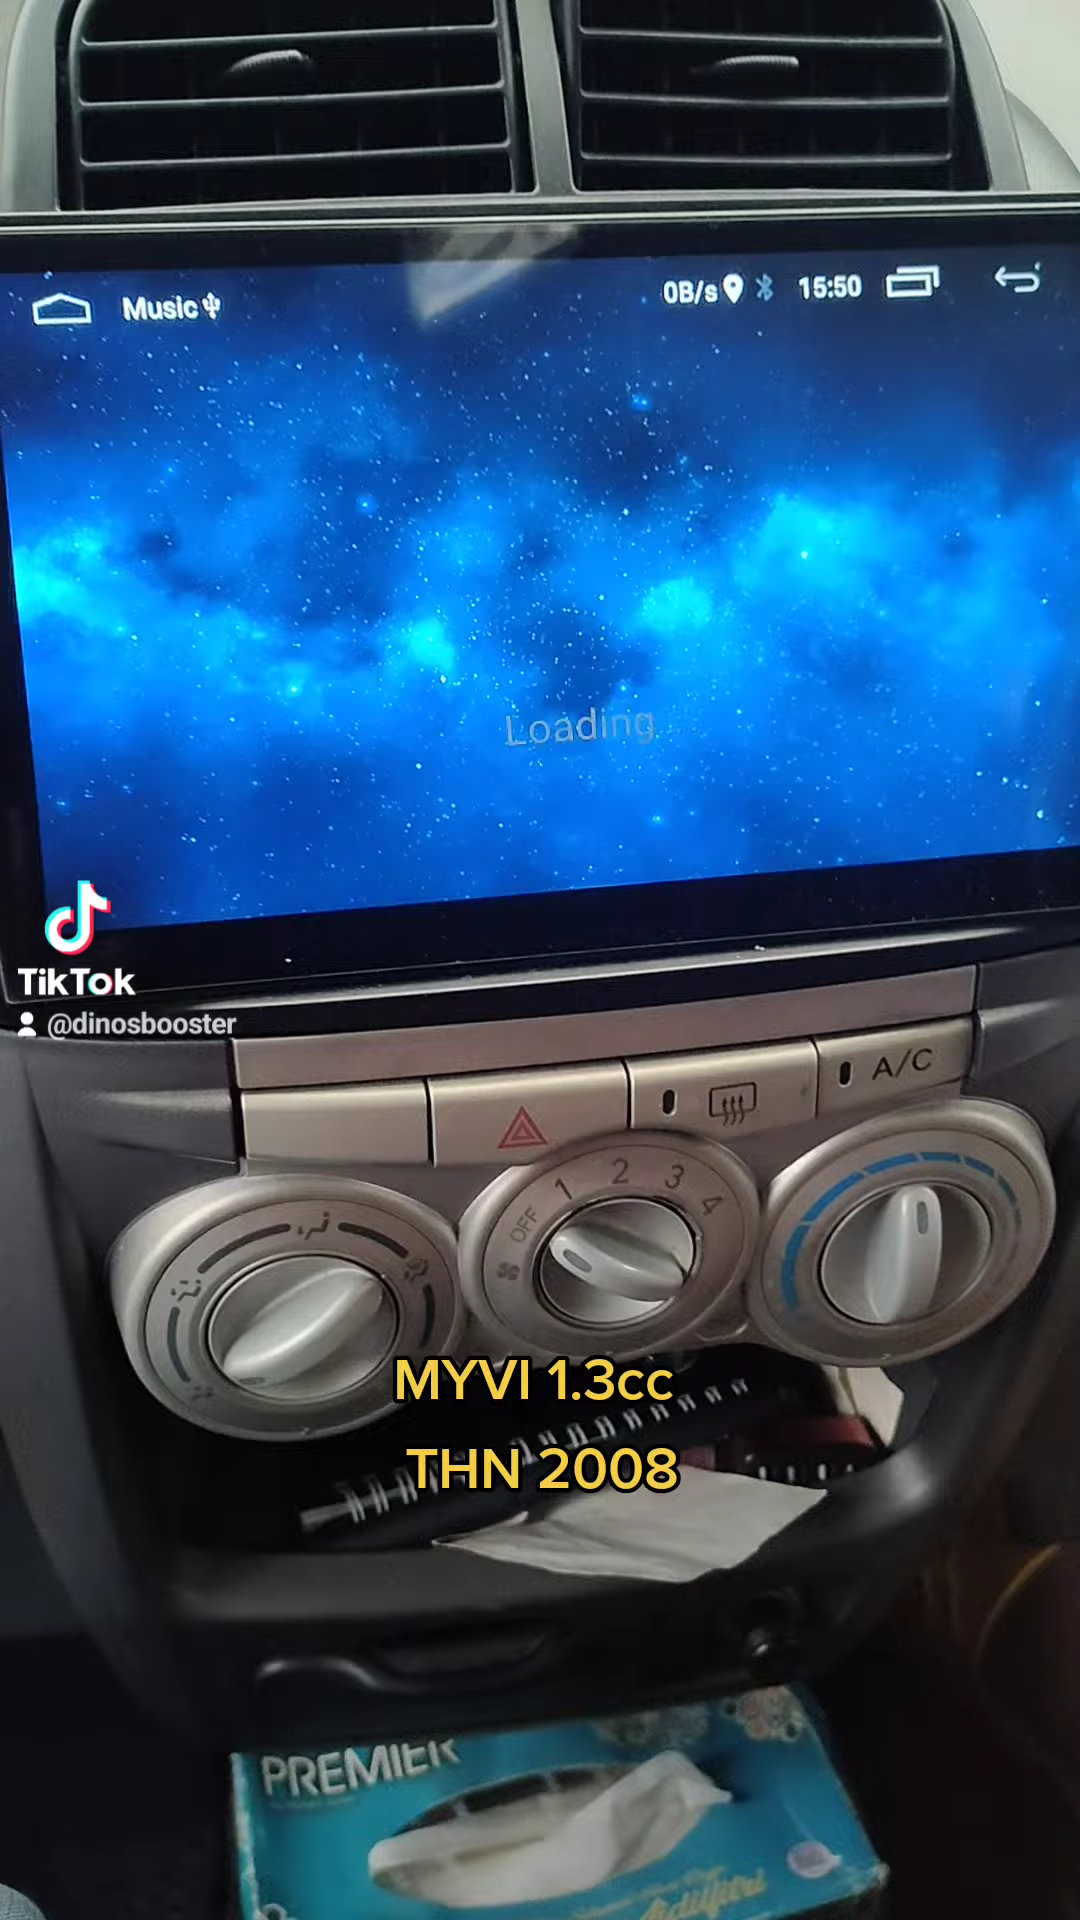 Music
0B/s 15:50
Loading
TikTok
@dinosbooster
A/C
OFF 1 2 3 4
MYVI 1.3cc
THN 2008
PREMIER